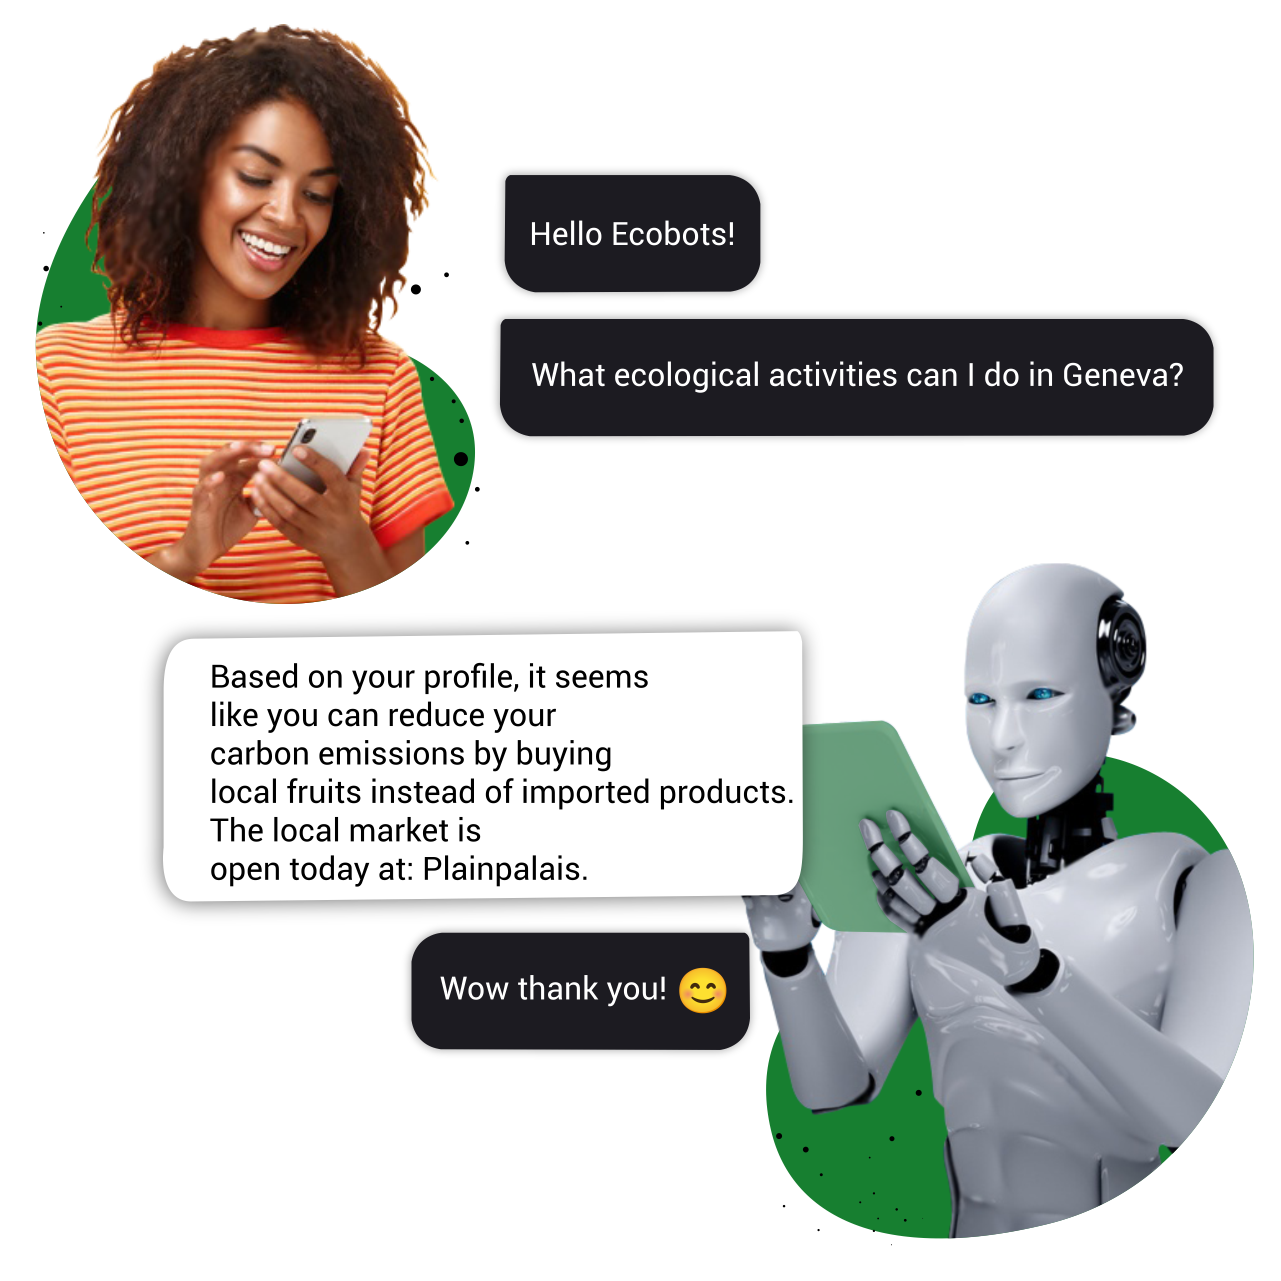 Hello Ecobots!
What ecological activities can I do in Geneva?
Based on your profile, it seems
like you can reduce your
carbon emissions by buying
local fruits instead of imported products.
The local market is
open today at: Plainpalais.
Wow thank you! 😊